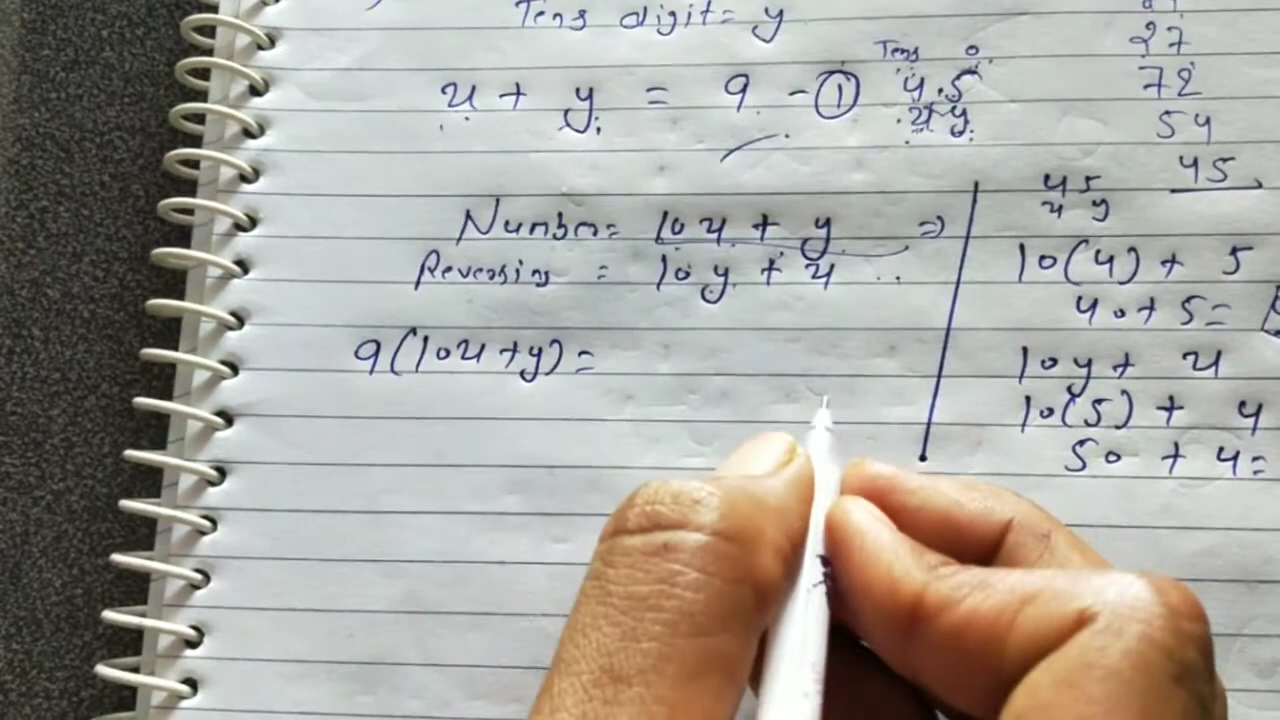 Tens digit = y
x + y = 9 - ①
Tens o
4 5
x y
27
72
54
45
Number = 10x + y ⇒
Reversing = 10y + x
9(10x+y) =
45
x y
10(4) + 5
40 + 5 =
10y + x
10(5) + 4
50 + 4 =